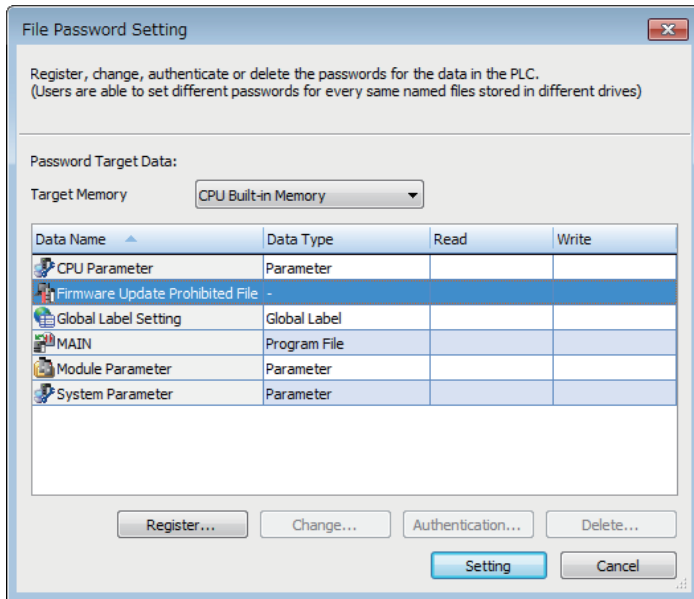 File Password Setting
Register, change, authenticate or delete the passwords for the data in the PLC.
(Users are able to set different passwords for every same named files stored in different drives)
Password Target Data:
Target Memory CPU Built-in Memory
Data Name Data Type Read Write
CPU Parameter Parameter
Firmware Update Prohibited File -
Global Label Setting Global Label
MAIN Program File
Module Parameter Parameter
System Parameter Parameter
Register... Change... Authentication... Delete...
Setting Cancel